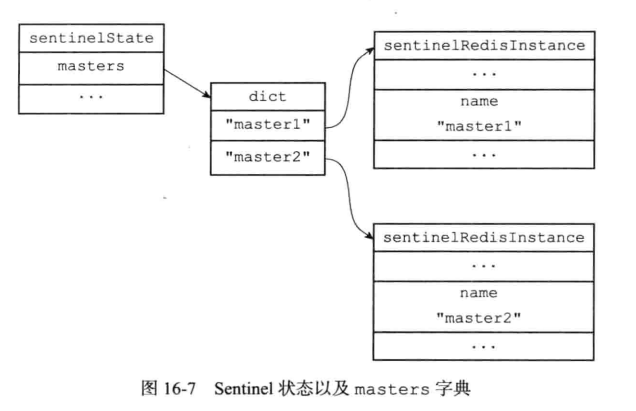 sentinelState
masters
...
dict
"master1"
"master2"
sentinelRedisInstance
...
name
"master1"
...
sentinelRedisInstance
...
name
"master2"
...
图 16-7 Sentinel 状态以及 masters 字典